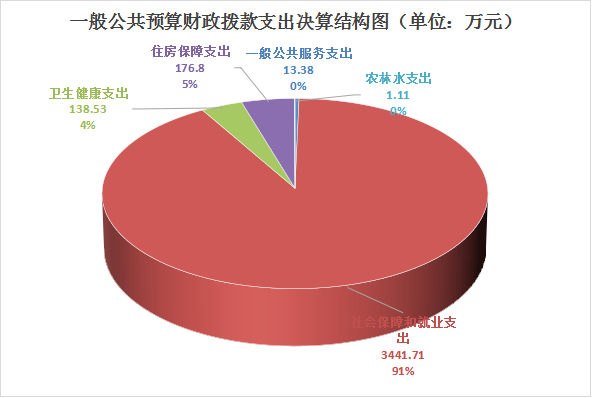 一般公共预算财政拨款支出决算结构图（单位：万元）
住房保障支出
176.8
5%
一般公共服务支出
13.38
0%
农林水支出
1.11
0%
卫生健康支出
138.53
4%
社会保障和就业支
出
3441.71
91%